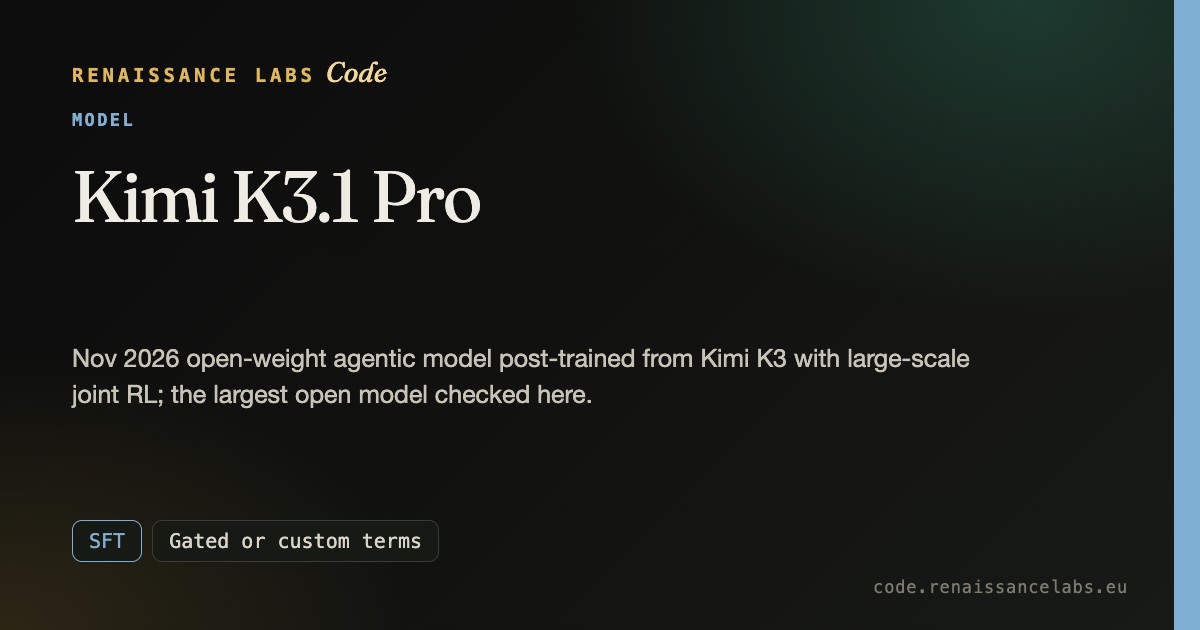 RENAISSANCE LABS Code
MODEL
Kimi K3.1 Pro
Nov 2026 open-weight agentic model post-trained from Kimi K3 with large-scale
joint RL; the largest open model checked here.
SFT
Gated or custom terms
code.renaissancelabs.eu